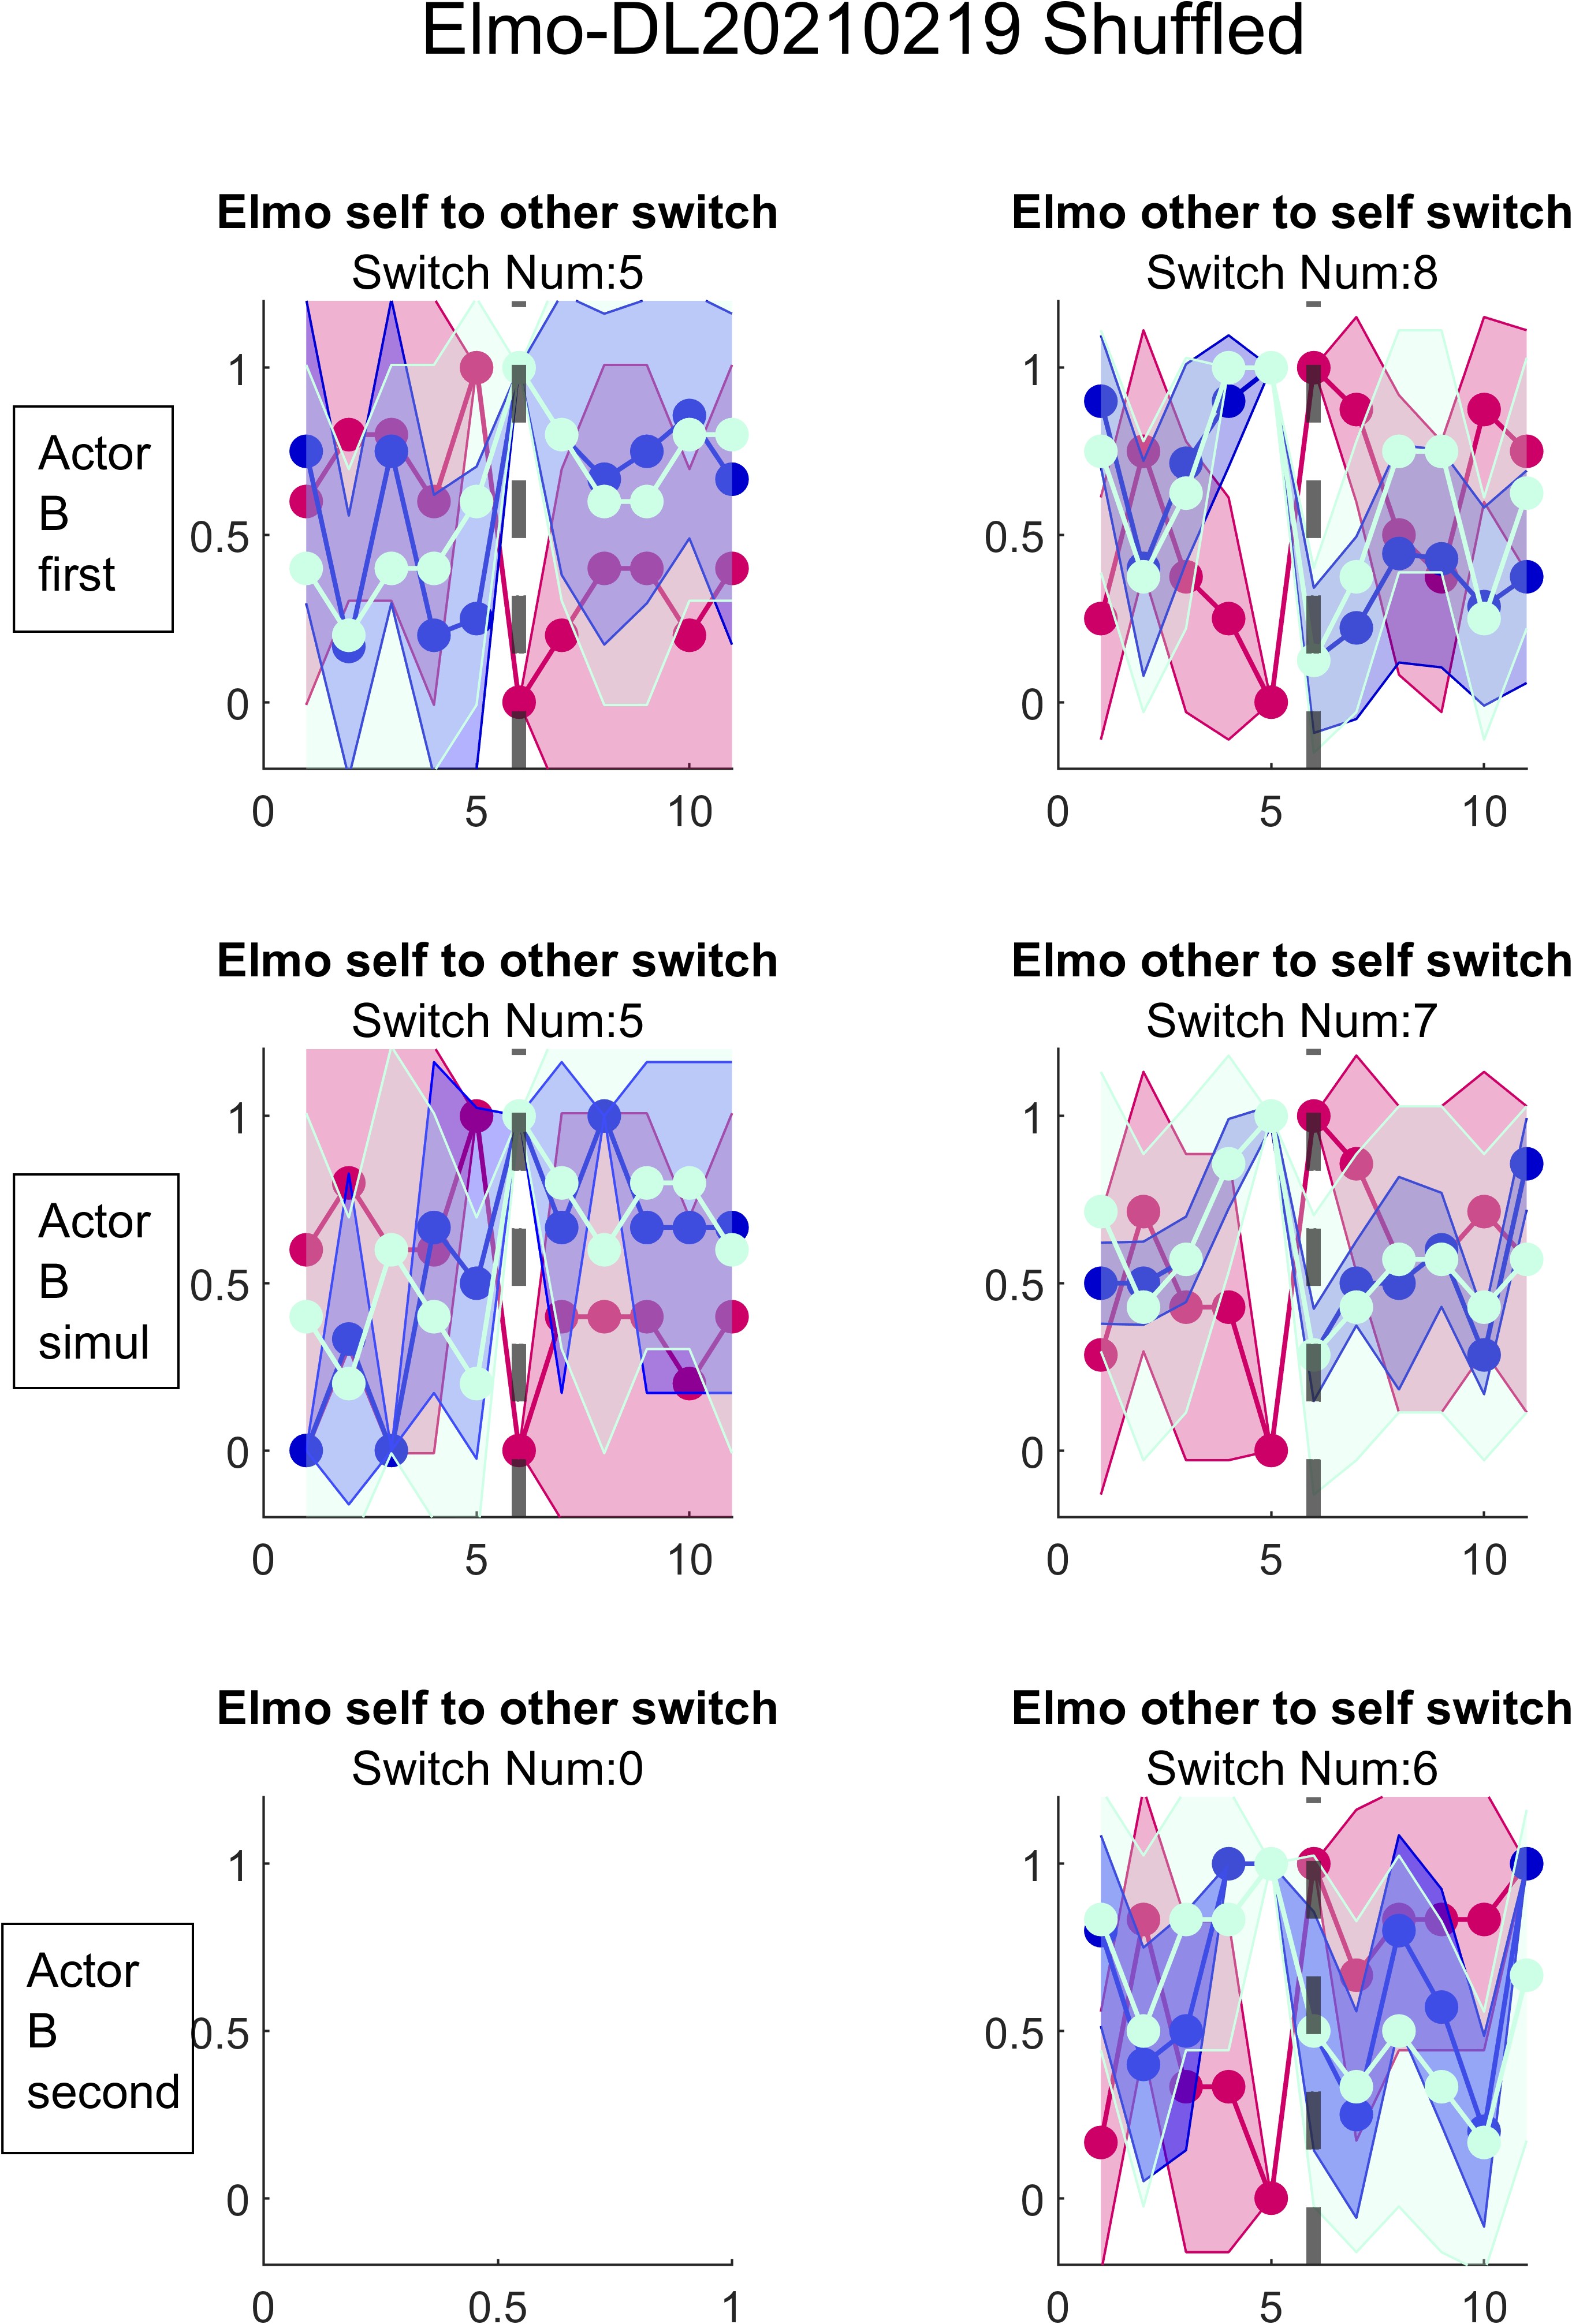 Elmo-DL20210219 Shuffled
Elmo self to other switch
Switch Num:5
Elmo other to self switch
Switch Num:8
Actor
B
first
1
0.5
0
0
5
10
1
0.5
0
0
5
10
Elmo self to other switch
Switch Num:5
Elmo other to self switch
Switch Num:7
Actor
B
simul
1
0.5
0
0
5
10
1
0.5
0
0
5
10
Elmo self to other switch
Switch Num:0
Elmo other to self switch
Switch Num:6
Actor
B
second
1
0.5
0
0
0.5
1
1
0.5
0
0
5
10